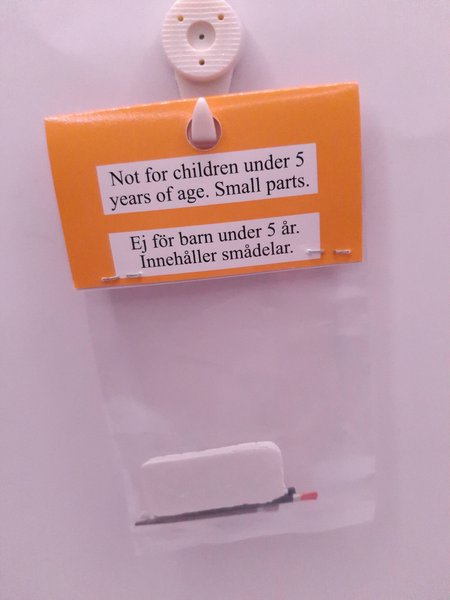 Not for children under 5
years of age. Small parts.
Ej för barn under 5 år.
Innehåller smådelar.